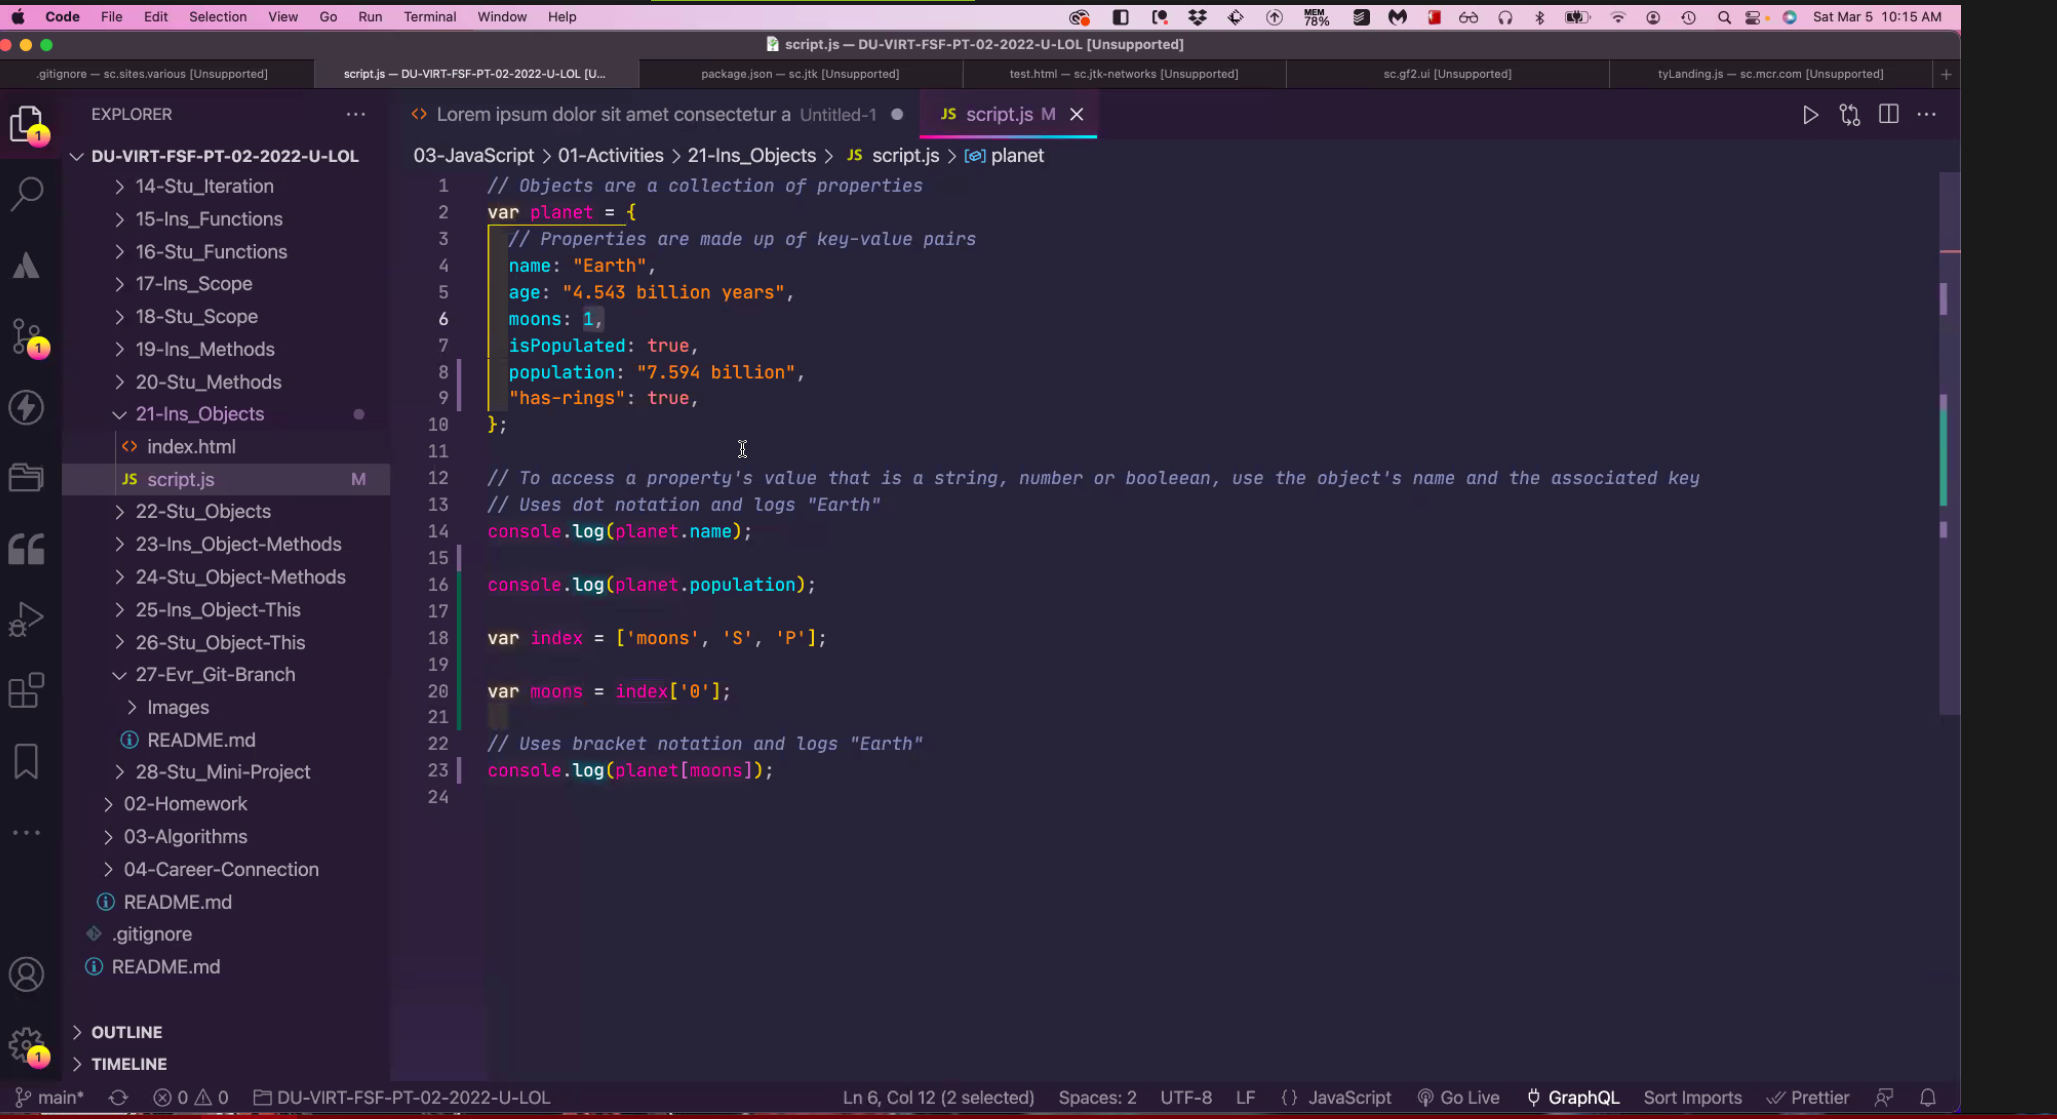 Code File Edit Selection View Go Run Terminal Window Help MEM 78% Sat Mar 5 10:15 AM
script.js — DU-VIRT-FSF-PT-02-2022-U-LOL [Unsupported]
.gitignore — sc.sites.various [Unsupported] script.js — DU-VIRT-FSF-PT-02-2022-U-LOL [U... package.json — sc.jtk [Unsupported] test.html — sc.jtk-networks [Unsupported] sc.gf2.ui [Unsupported] tyLanding.js — sc.mcr.com [Unsupported]
EXPLORER
Lorem ipsum dolor sit amet consectetur a Untitled-1 JS script.js M
DU-VIRT-FSF-PT-02-2022-U-LOL
14-Stu_Iteration
15-Ins_Functions
16-Stu_Functions
17-Ins_Scope
18-Stu_Scope
19-Ins_Methods
20-Stu_Methods
21-Ins_Objects
index.html
JS script.js M
22-Stu_Objects
23-Ins_Object-Methods
24-Stu_Object-Methods
25-Ins_Object-This
26-Stu_Object-This
27-Evr_Git-Branch
Images
README.md
28-Stu_Mini-Project
02-Homework
03-Algorithms
04-Career-Connection
README.md
.gitignore
README.md
OUTLINE
TIMELINE
1
1
1
03-JavaScript > 01-Activities > 21-Ins_Objects > JS script.js > planet
1 // Objects are a collection of properties
2 var planet = {
3 // Properties are made up of key-value pairs
4 name: "Earth",
5 age: "4.543 billion years",
6 moons: 1,
7 isPopulated: true,
8 population: "7.594 billion",
9 "has-rings": true,
10 };
11
12 // To access a property's value that is a string, number or booleean, use the object's name and the associated key
13 // Uses dot notation and logs "Earth"
14 console.log(planet.name);
15
16 console.log(planet.population);
17
18 var index = ['moons', 'S', 'P'];
19
20 var moons = index['0'];
21
22 // Uses bracket notation and logs "Earth"
23 console.log(planet[moons]);
24
main* 0 0 DU-VIRT-FSF-PT-02-2022-U-LOL Ln 6, Col 12 (2 selected) Spaces: 2 UTF-8 LF {} JavaScript Go Live GraphQL Sort Imports Prettier